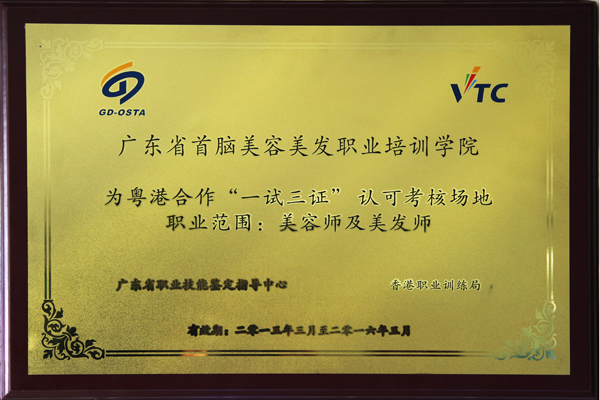 GD-OSTA
VTC
广东省首脑美容美发职业培训学院
为粤港合作“一试三证” 认可考核场地
职业范围：美容师及美发师
广东省职业技能鉴定指导中心
香港职业训练局
有效期：二零一三年三月至二零一六年三月